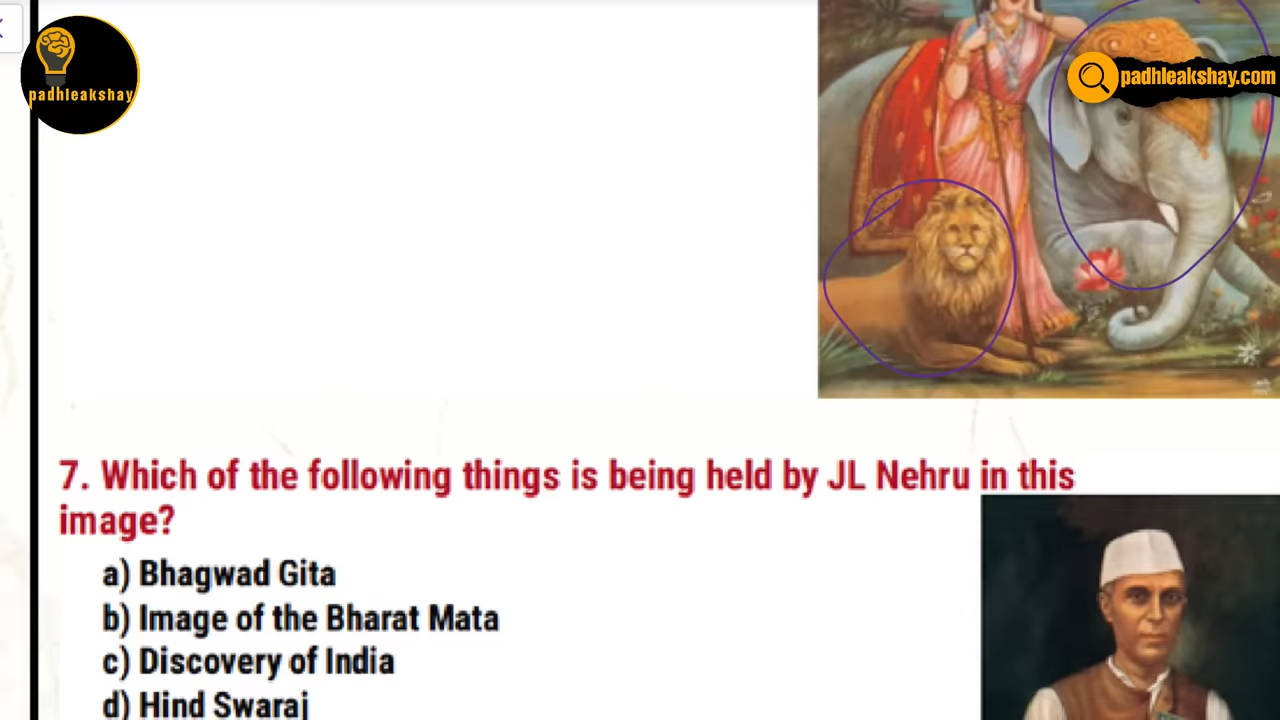 padhleakshay
padhleakshay.com
7. Which of the following things is being held by JL Nehru in this
image?
a) Bhagwad Gita
b) Image of the Bharat Mata
c) Discovery of India
d) Hind Swaraj